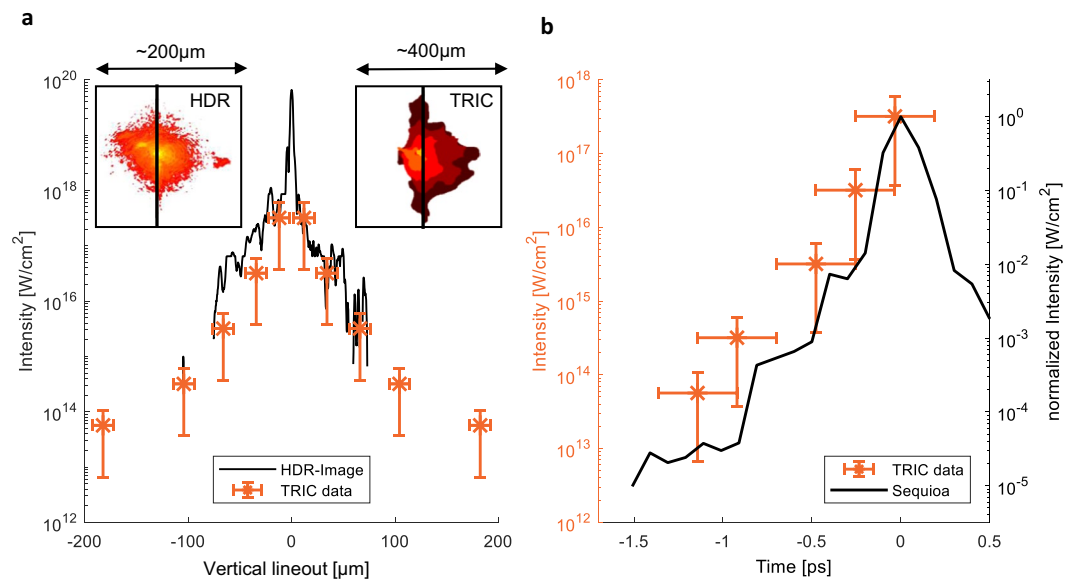 a
~200µm
~400µm
HDR
TRIC
10^20
10^18
10^16
10^14
10^12
Intensity [W/cm^2]
-200
-100
0
100
200
Vertical lineout [µm]
HDR-Image
TRIC data
b
10^18
10^17
10^16
10^15
10^14
10^13
10^12
Intensity [W/cm^2]
10^0
10^-1
10^-2
10^-3
10^-4
10^-5
normalized Intensity [W/cm^2]
-1.5
-1
-0.5
0
0.5
Time [ps]
TRIC data
Sequioa